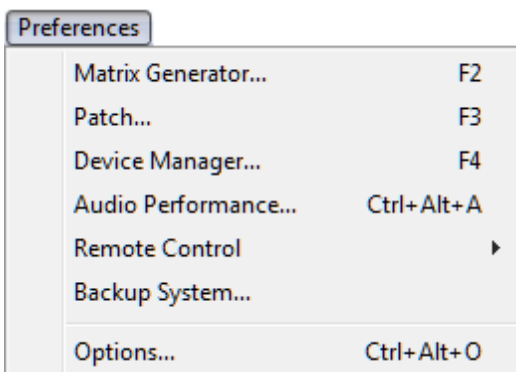 Preferences
Matrix Generator... F2
Patch... F3
Device Manager... F4
Audio Performance... Ctrl+Alt+A
Remote Control
Backup System...
Options... Ctrl+Alt+O